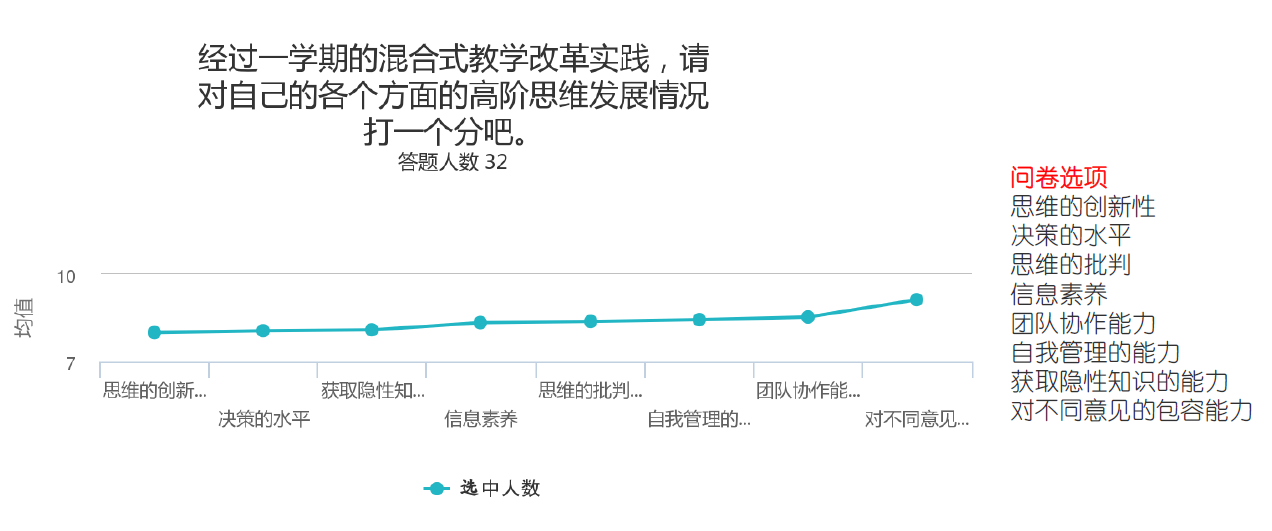 经过一学期的混合式教学改革实践，请
对自己的各个方面的高阶思维发展情况
打一个分吧。
答题人数 32
均值
10
7
思维的创新...
决策的水平
获取隐性知...
信息素养
思维的批判...
自我管理的...
团队协作能...
对不同意见...
选中人数
问卷选项
思维的创新性
决策的水平
思维的批判
信息素养
团队协作能力
自我管理的能力
获取隐性知识的能力
对不同意见的包容能力